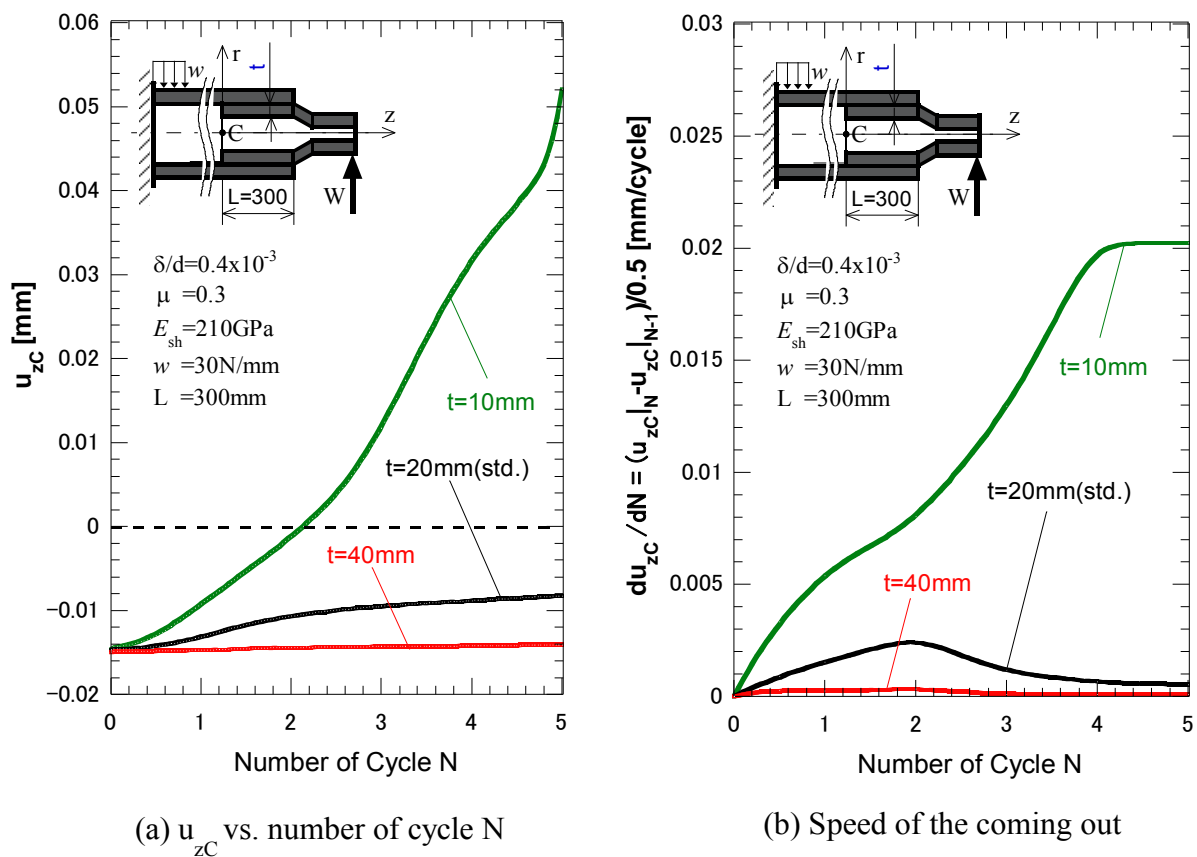 0.06
0.05
0.04
0.03
0.02
0.01
0
−0.01
−0.02
u_zC [mm]
0 1 2 3 4 5
Number of Cycle N
w
r
t
z
C
L=300
W
δ/d=0.4x10⁻³
μ =0.3
E_sh=210GPa
w =30N/mm
L =300mm
t=10mm
t=20mm(std.)
t=40mm
(a) u_zC vs. number of cycle N
0.03
0.025
0.02
0.015
0.01
0.005
0
du_zC /dN = (u_zC|_N-u_zC|_N-1)/0.5 [mm/cycle]
0 1 2 3 4 5
Number of Cycle N
w
r
t
z
C
L=300
W
δ/d=0.4x10⁻³
μ =0.3
E_sh=210GPa
w =30N/mm
L =300mm
t=10mm
t=20mm(std.)
t=40mm
(b) Speed of the coming out